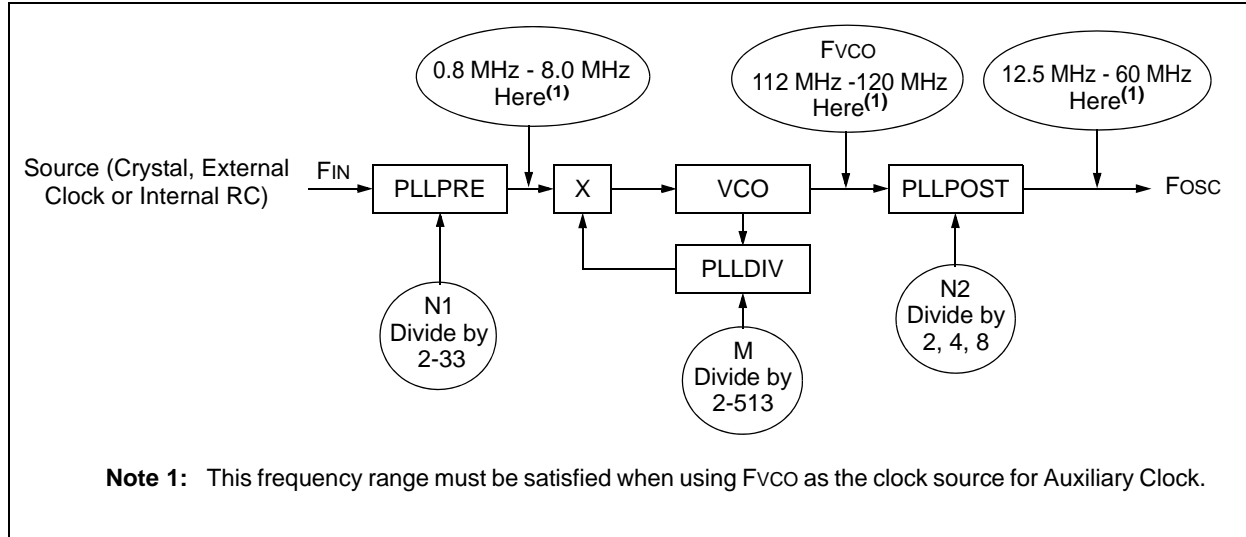 0.8 MHz - 8.0 MHz
Here(1)
FVCO
112 MHz -120 MHz
Here(1)
12.5 MHz - 60 MHz
Here(1)
Source (Crystal, External
Clock or Internal RC)
FIN
PLLPRE
X
VCO
PLLPOST
FOSC
PLLDIV
N1
Divide by
2-33
M
Divide by
2-513
N2
Divide by
2, 4, 8
Note 1: This frequency range must be satisfied when using FVCO as the clock source for Auxiliary Clock.